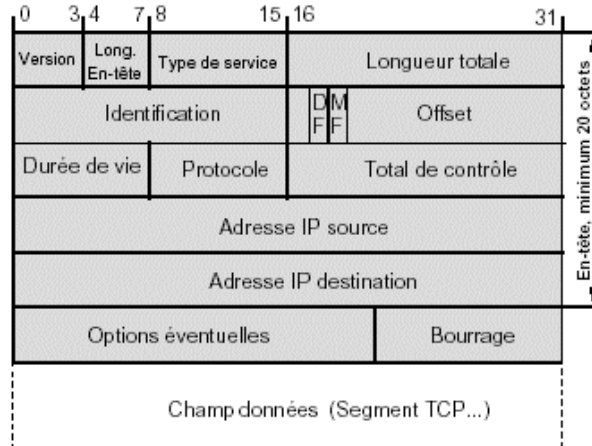 0 3 4 7 8 15 16 31
Version Long. En-tête Type de service Longueur totale
Identification DF MF Offset
Durée de vie Protocole Total de contrôle
Adresse IP source
Adresse IP destination
Options éventuelles Bourrage
Champ données (Segment TCP...)
En-tête, minimum 20 octets